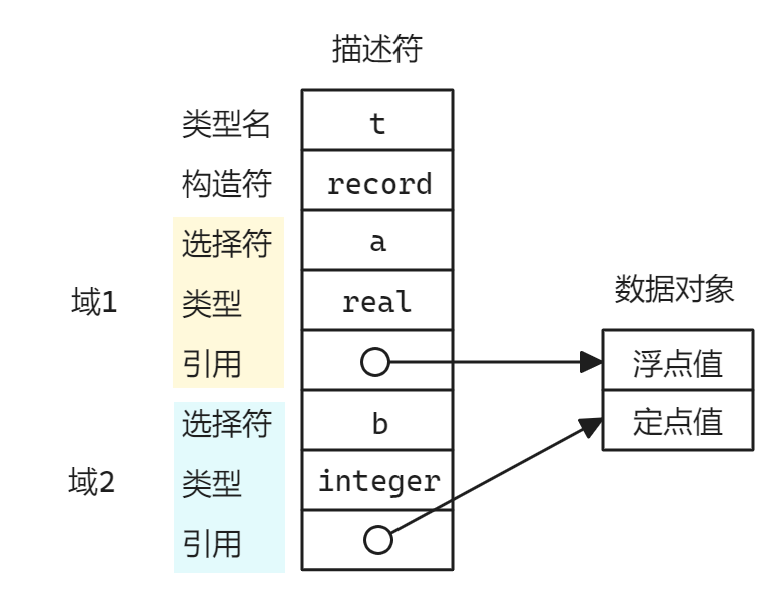 描述符
类型名 t
构造符 record
选择符 a
域1 类型 real 数据对象
引用 浮点值
选择符 b 定点值
域2 类型 integer
引用